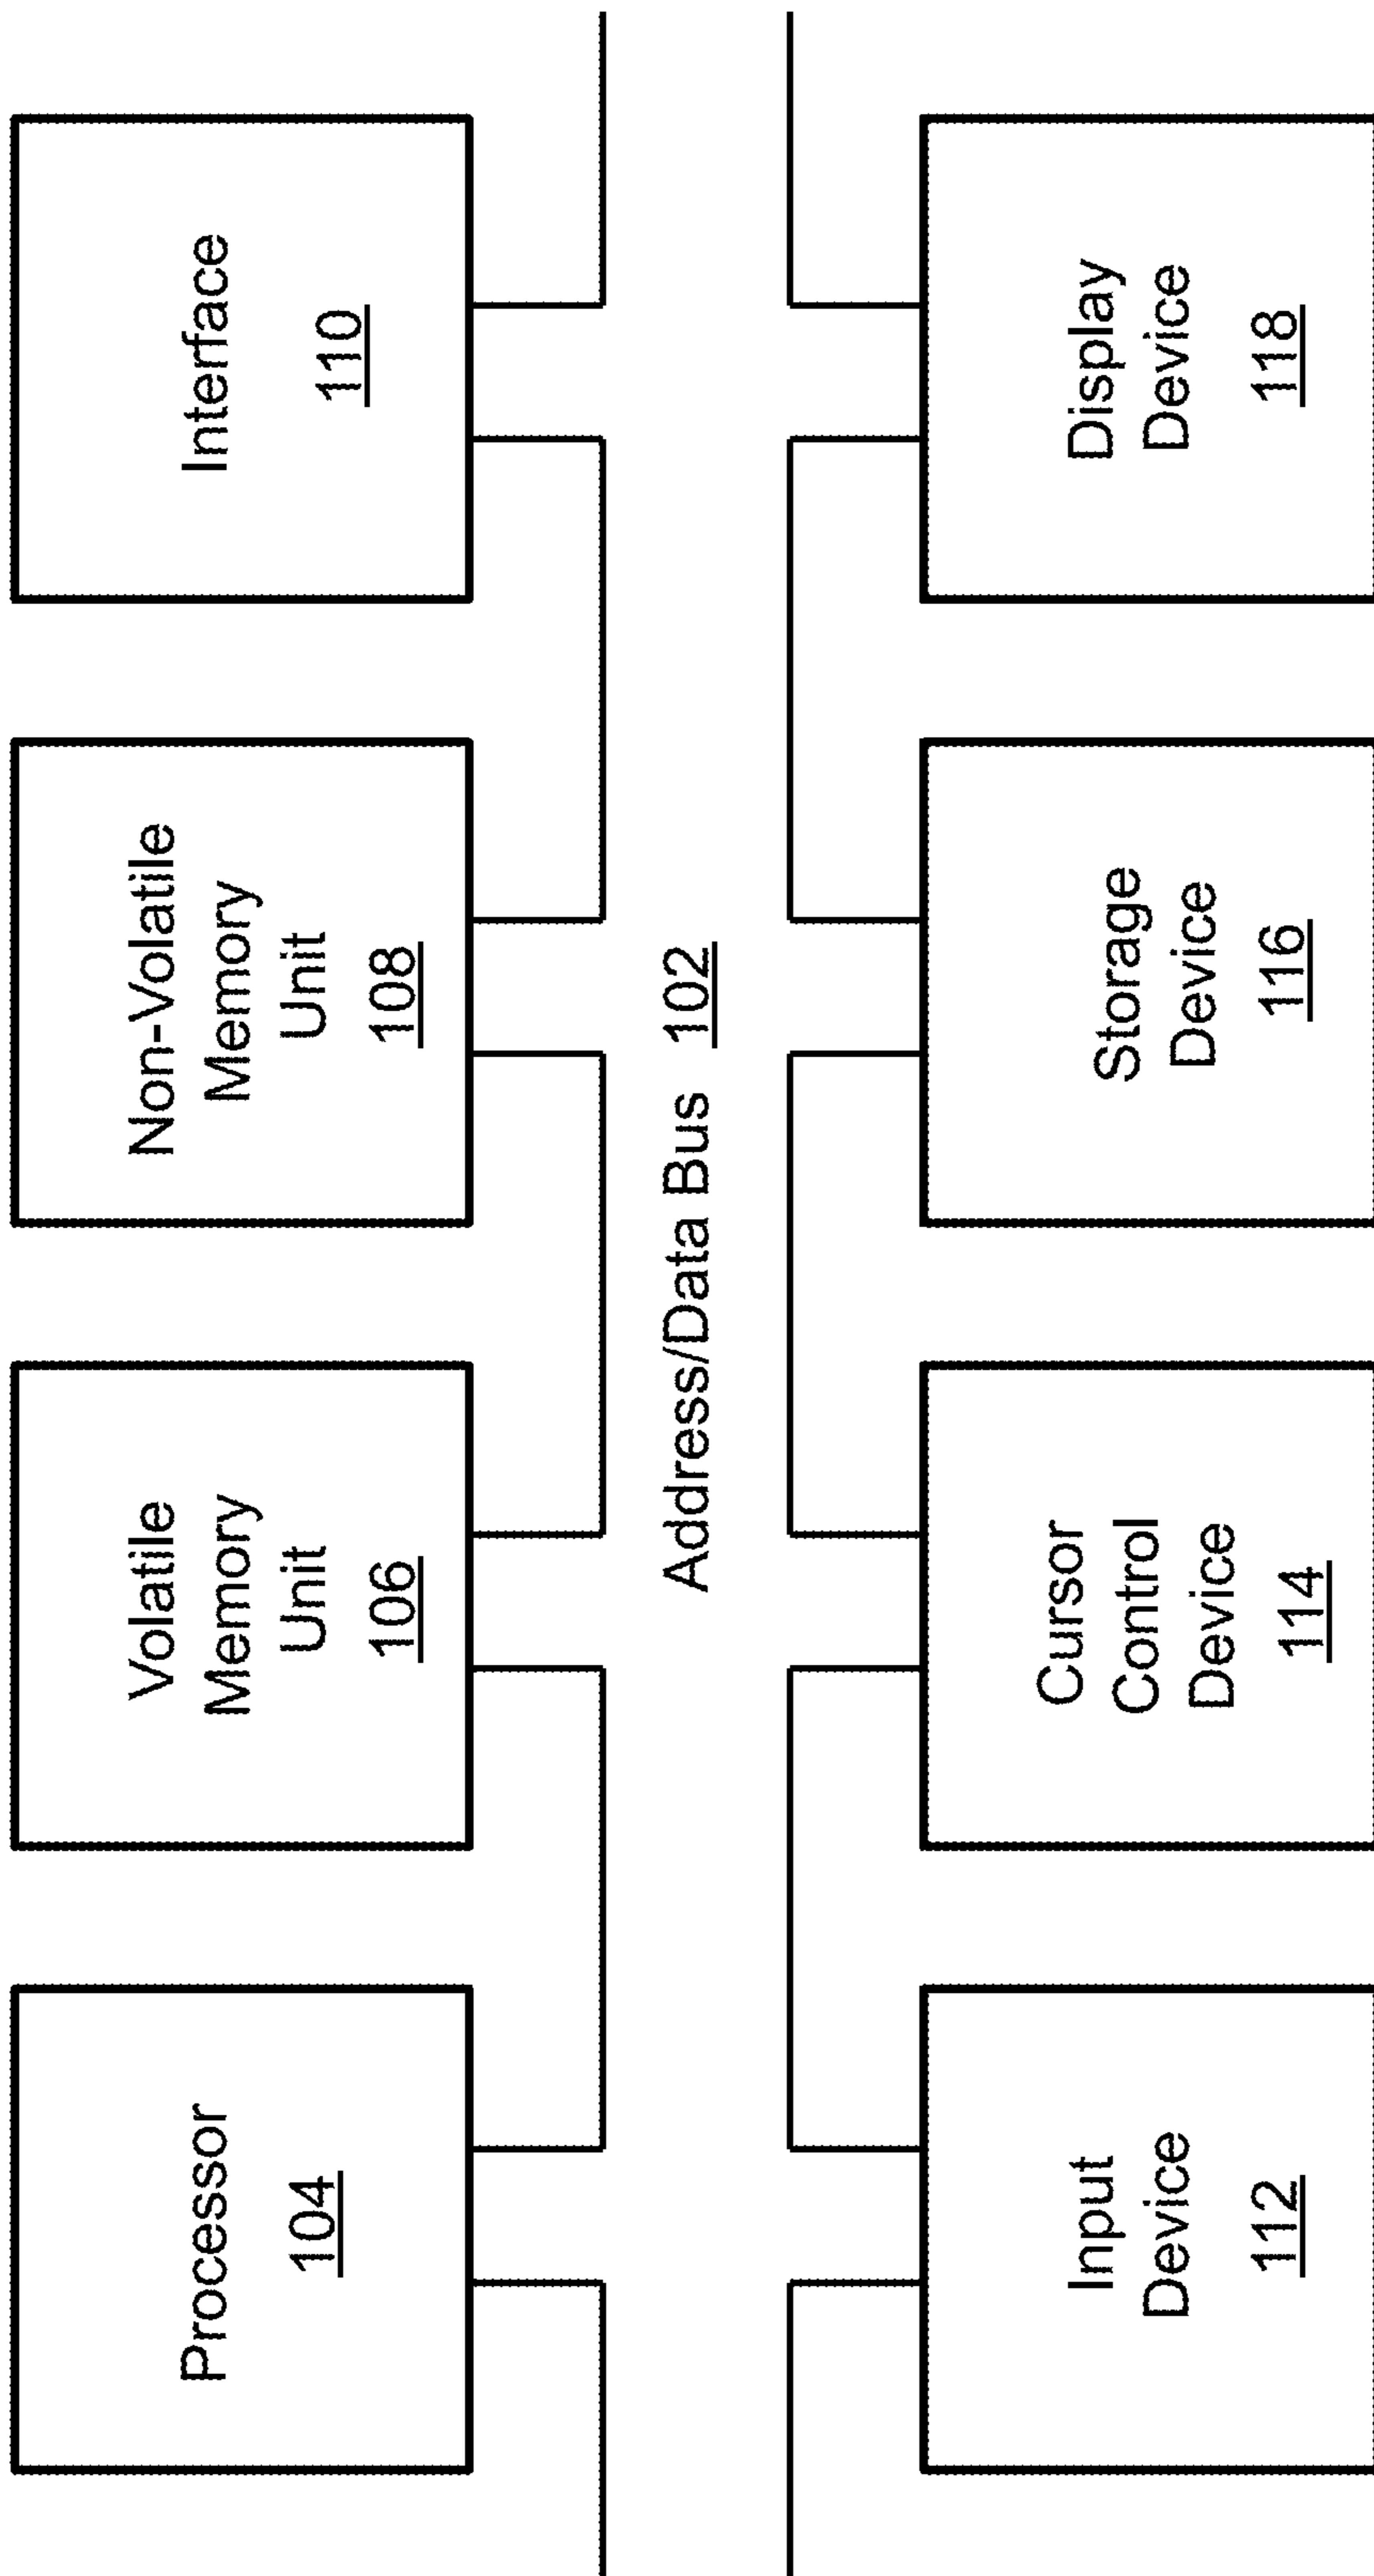 Processor
104
Volatile
Memory
Unit
106
Non-Volatile
Memory
Unit
108
Interface
110
Address/Data Bus 102
Input
Device
112
Cursor
Control
Device
114
Storage
Device
116
Display
Device
118